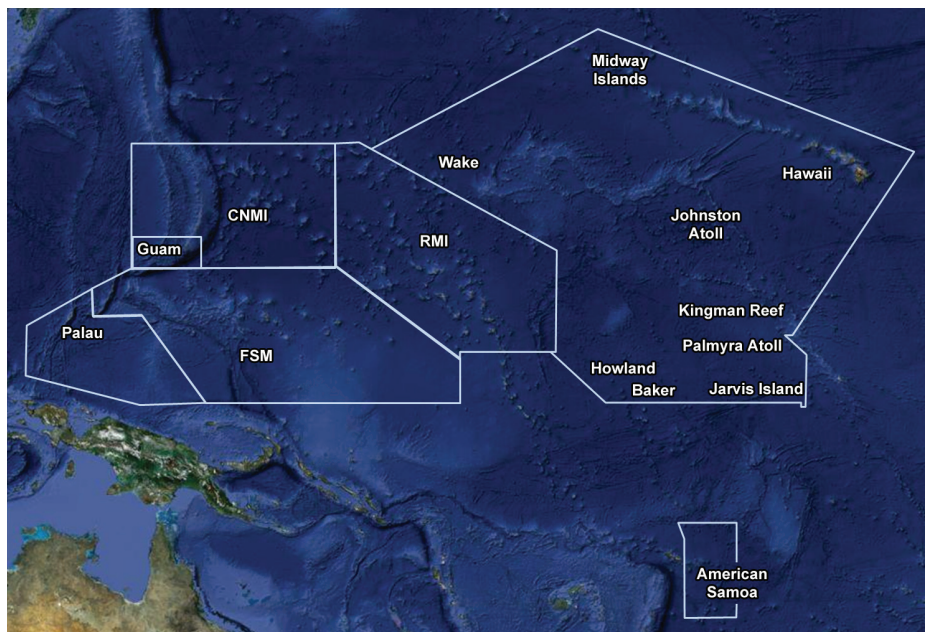 Midway
Islands
Wake
Hawaii
CNMI
Johnston
Atoll
RMI
Guam
Kingman Reef
Palau
Palmyra Atoll
FSM
Howland
Baker
Jarvis Island
American
Samoa